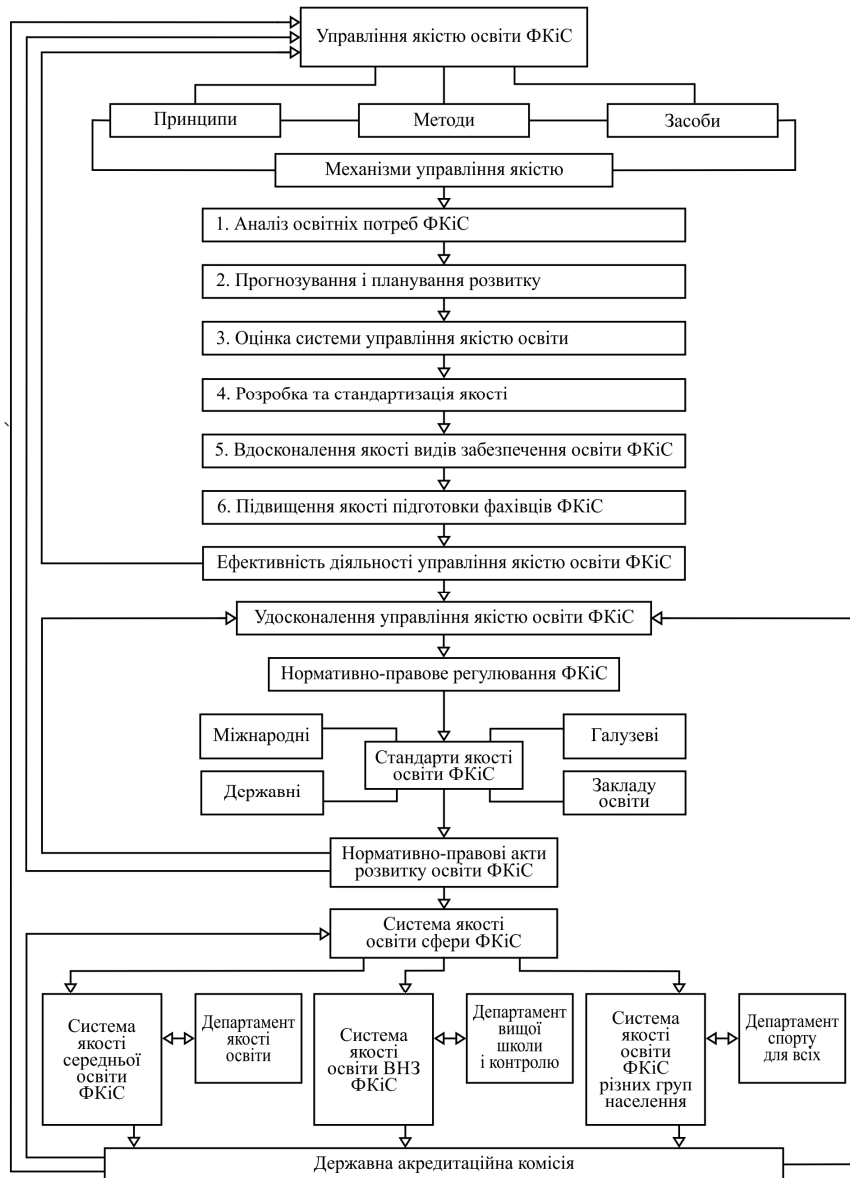 Управління якістю освіти ФКіС
Принципи
Методи
Засоби
Механізми управління якістю
1. Аналіз освітніх потреб ФКіС
2. Прогнозування і планування розвитку
3. Оцінка системи управління якістю освіти
4. Розробка та стандартизація якості
5. Вдосконалення якості видів забезпечення освіти ФКіС
6. Підвищення якості підготовки фахівців ФКіС
Ефективність діяльності управління якістю освіти ФКіС
Удосконалення управління якістю освіти ФКіС
Нормативно-правове регулювання ФКіС
Міжнародні
Галузеві
Стандарти якості
освіти ФКіС
Державні
Закладу
освіти
Нормативно-правові акти
розвитку освіти ФКіС
Система якості
освіти сфери ФКіС
Система
якості
середньої
освіти
ФКіС
Департамент
якості
освіти
Система
якості
освіти ВНЗ
ФКіС
Департамент
вищої
школи
і контролю
Система
якості
освіти
ФКіС
різних груп
населення
Департамент
спорту
для всіх
Державна акредитаційна комісія